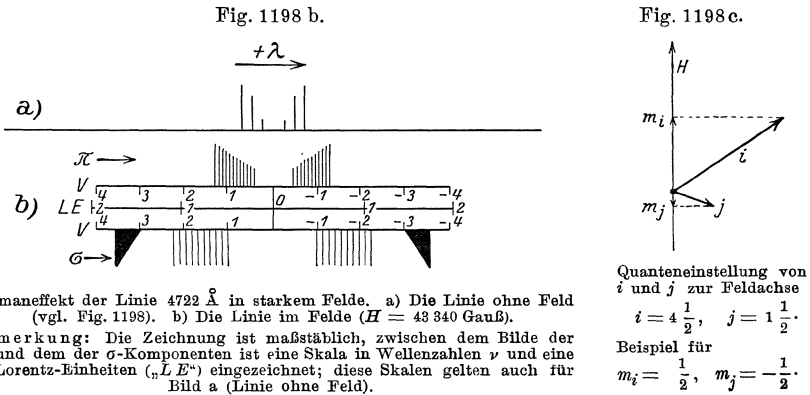 Fig. 1198 b.
+λ
a)
π
ν
4 3 2 1 0 -1 -2 -3 -4
b)
LE
2 1 1 2
ν
4 3 2 1 -1 -2 -3 -4
σ
maneffekt der Linie 4722 Å in starkem Felde. a) Die Linie ohne Feld
(vgl. Fig. 1198). b) Die Linie im Felde (H = 43 340 Gauß).
merkung: Die Zeichnung ist maßstäblich, zwischen dem Bilde der
und dem der σ-Komponenten ist eine Skala in Wellenzahlen ν und eine
Lorentz-Einheiten („LE“) eingezeichnet; diese Skalen gelten auch für
Bild a (Linie ohne Feld).
Fig. 1198c.
H
m_i
i
m_j
j
Quanteneinstellung von
i und j zur Feldachse
i = 4 1/2, j = 1 1/2.
Beispiel für
m_i = 1/2, m_j = - 1/2.